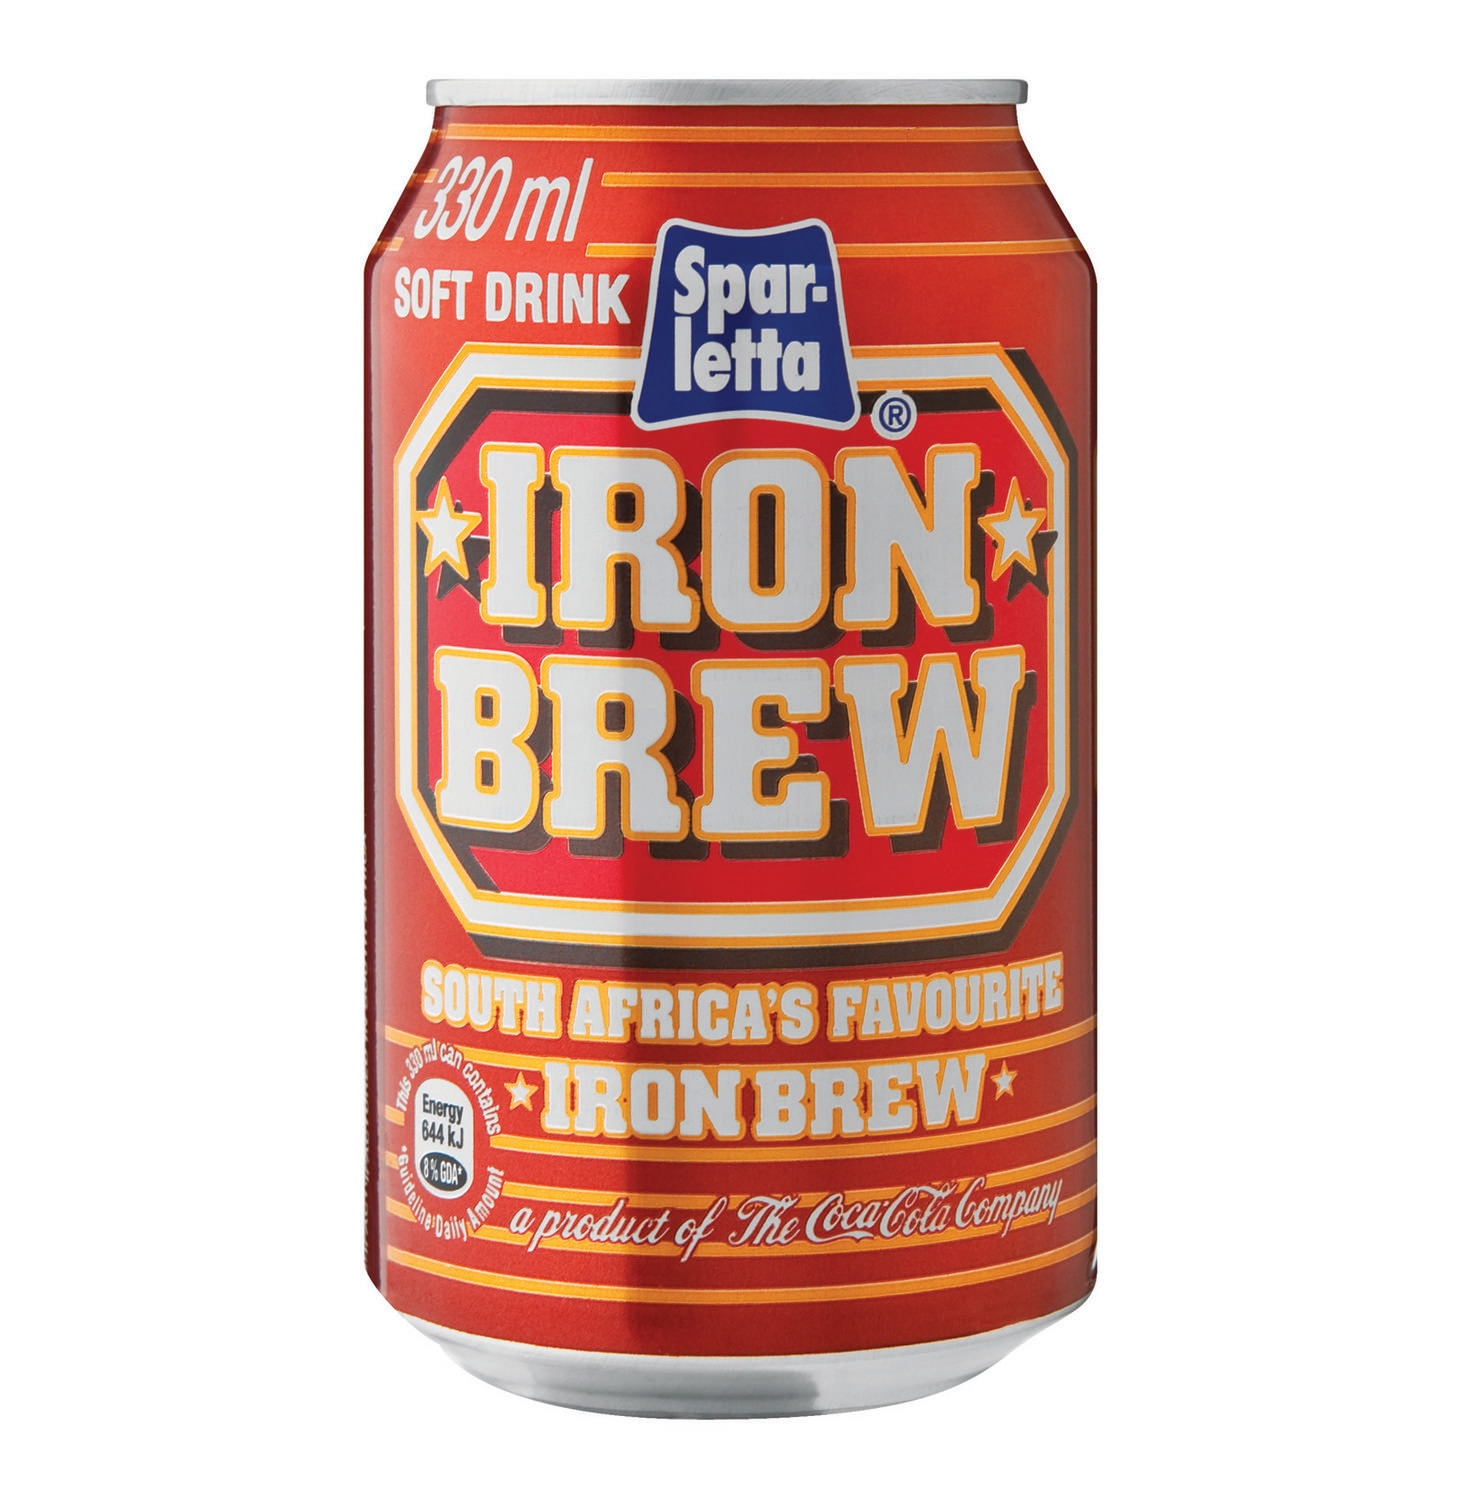 330 ml
SOFT DRINK
Spar-
letta
®
IRON
BREW
SOUTH AFRICA'S FAVOURITE
IRON BREW
This 330 ml can contains
Energy
644 kJ
8% GDA*
*Guideline Daily Amount
a product of The Coca-Cola Company